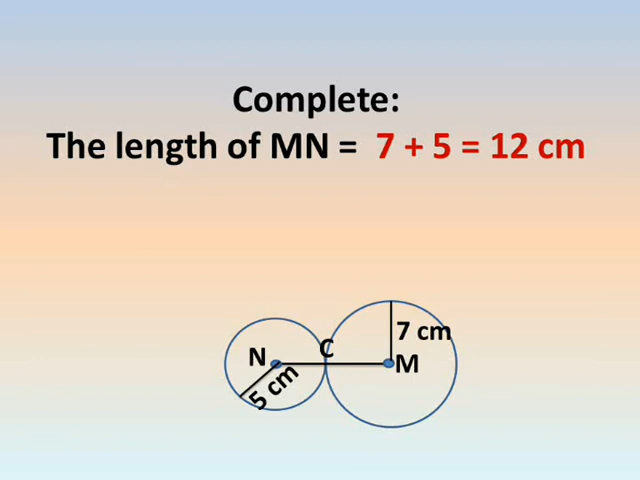 Complete:
The length of MN = 7 + 5 = 12 cm
C
7 cm
N
M
5 cm